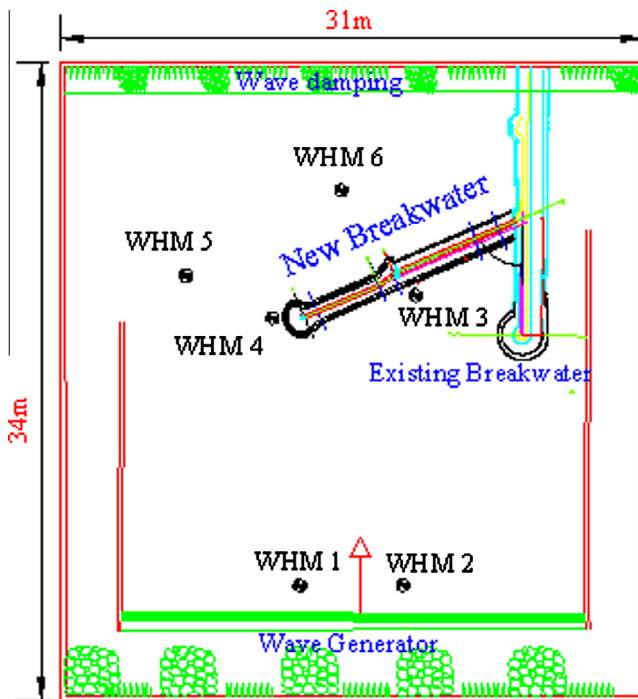 31m
Wave damping
WHM 6
New Breakwater
WHM 5
WHM 3
WHM 4
Existing Breakwater
34m
WHM 1
WHM 2
Wave Generator